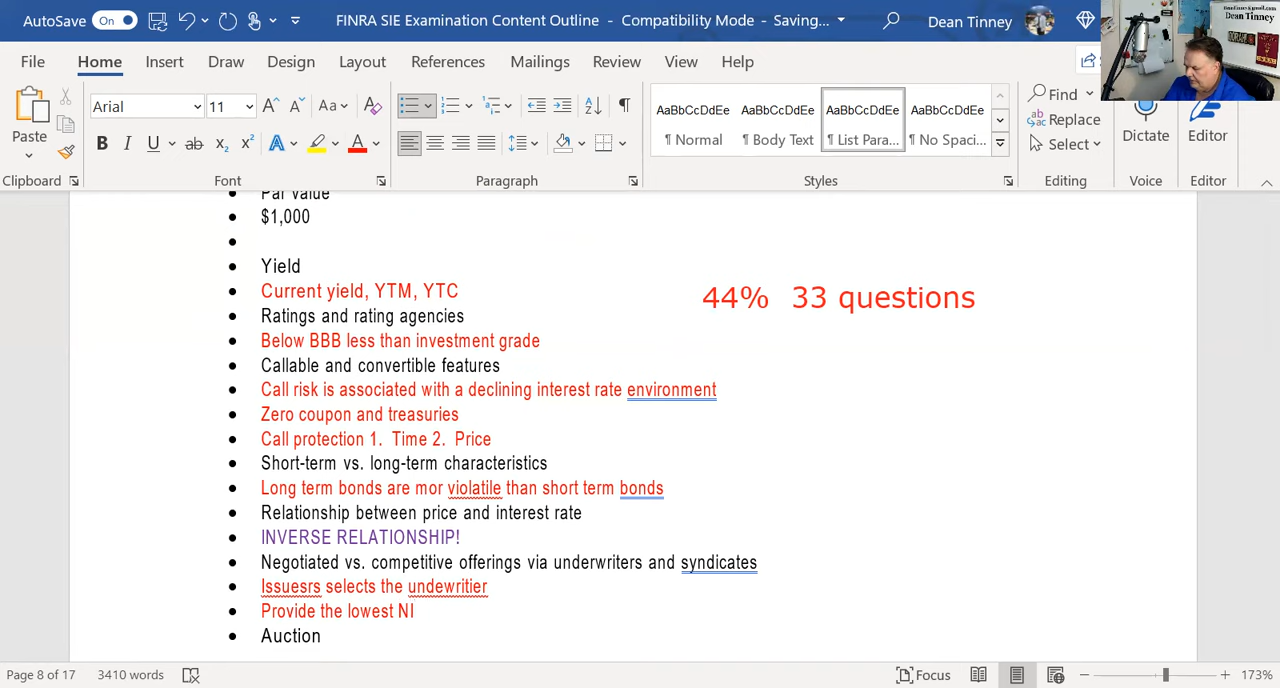 AutoSave On FINRA SIE Examination Content Outline - Compatibility Mode - Saving... Dean Tinney
Dean Tinney
File Home Insert Draw Design Layout References Mailings Review View Help
Paste
Arial 11 Aa
AaBbCcDdEe AaBbCcDdEe AaBbCcDdEe AaBbCcDdEe
¶ Normal ¶ Body Text ¶ List Para... ¶ No Spaci...
Find
Replace
Select
Dictate
Editor
Clipboard Font Paragraph Styles Editing Voice Editor
Par value
$1,000
Yield
Current yield, YTM, YTC
44% 33 questions
Ratings and rating agencies
Below BBB less than investment grade
Callable and convertible features
Call risk is associated with a declining interest rate environment
Zero coupon and treasuries
Call protection 1. Time 2. Price
Short-term vs. long-term characteristics
Long term bonds are mor violatile than short term bonds
Relationship between price and interest rate
INVERSE RELATIONSHIP!
Negotiated vs. competitive offerings via underwriters and syndicates
Issuesrs selects the undewritier
Provide the lowest NI
Auction
Page 8 of 17 3410 words Focus 173%